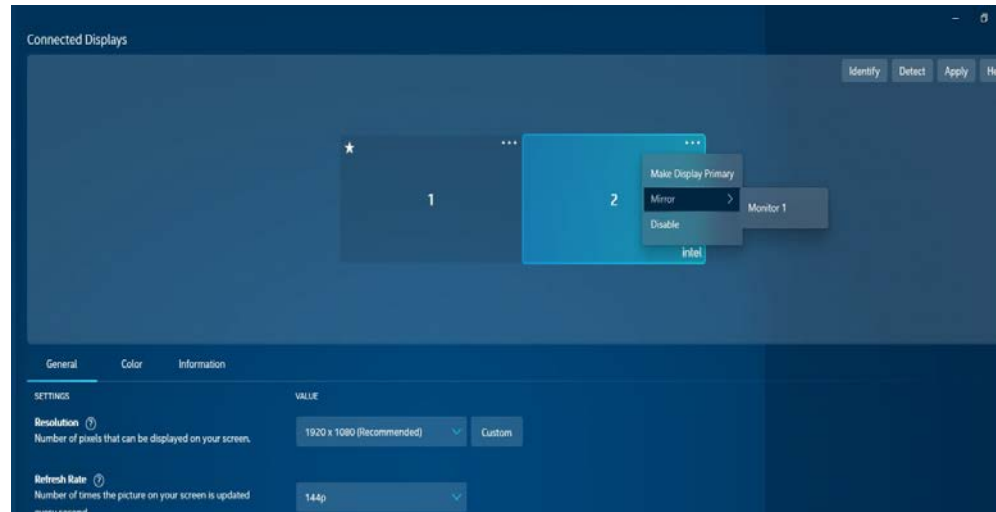 Connected Displays
Identify Detect Apply
1
2
Make Display Primary
Mirror
Monitor 1
Disable
intel
General Color Information
SETTINGS VALUE
Resolution
Number of pixels that can be displayed on your screen.
1920 x 1080 (Recommended) Custom
Refresh Rate
Number of times the picture on your screen is updated
every second
144p